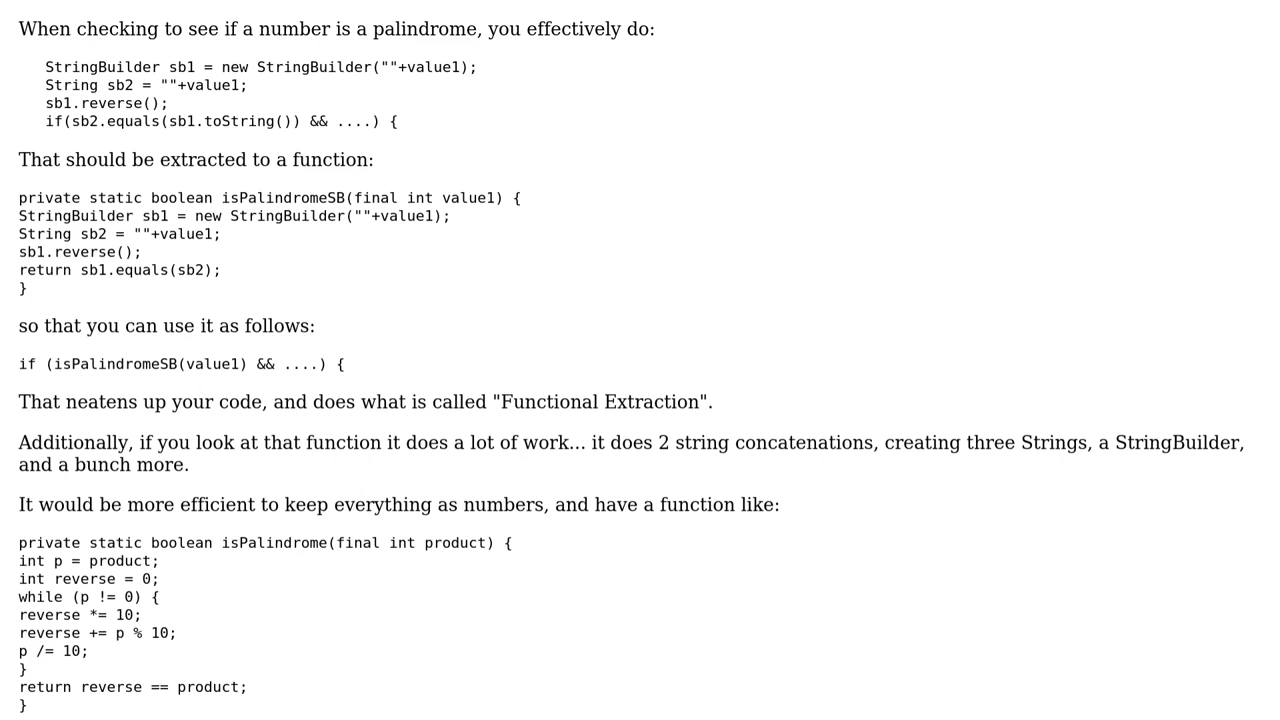 When checking to see if a number is a palindrome, you effectively do:
StringBuilder sb1 = new StringBuilder(""+value1);
String sb2 = ""+value1;
sb1.reverse();
if(sb2.equals(sb1.toString()) && ....) {
That should be extracted to a function:
private static boolean isPalindromeSB(final int value1) {
StringBuilder sb1 = new StringBuilder(""+value1);
String sb2 = ""+value1;
sb1.reverse();
return sb1.equals(sb2);
}
so that you can use it as follows:
if (isPalindromeSB(value1) && ....) {
That neatens up your code, and does what is called "Functional Extraction".
Additionally, if you look at that function it does a lot of work... it does 2 string concatenations, creating three Strings, a StringBuilder,
and a bunch more.
It would be more efficient to keep everything as numbers, and have a function like:
private static boolean isPalindrome(final int product) {
int p = product;
int reverse = 0;
while (p != 0) {
reverse *= 10;
reverse += p % 10;
p /= 10;
}
return reverse == product;
}